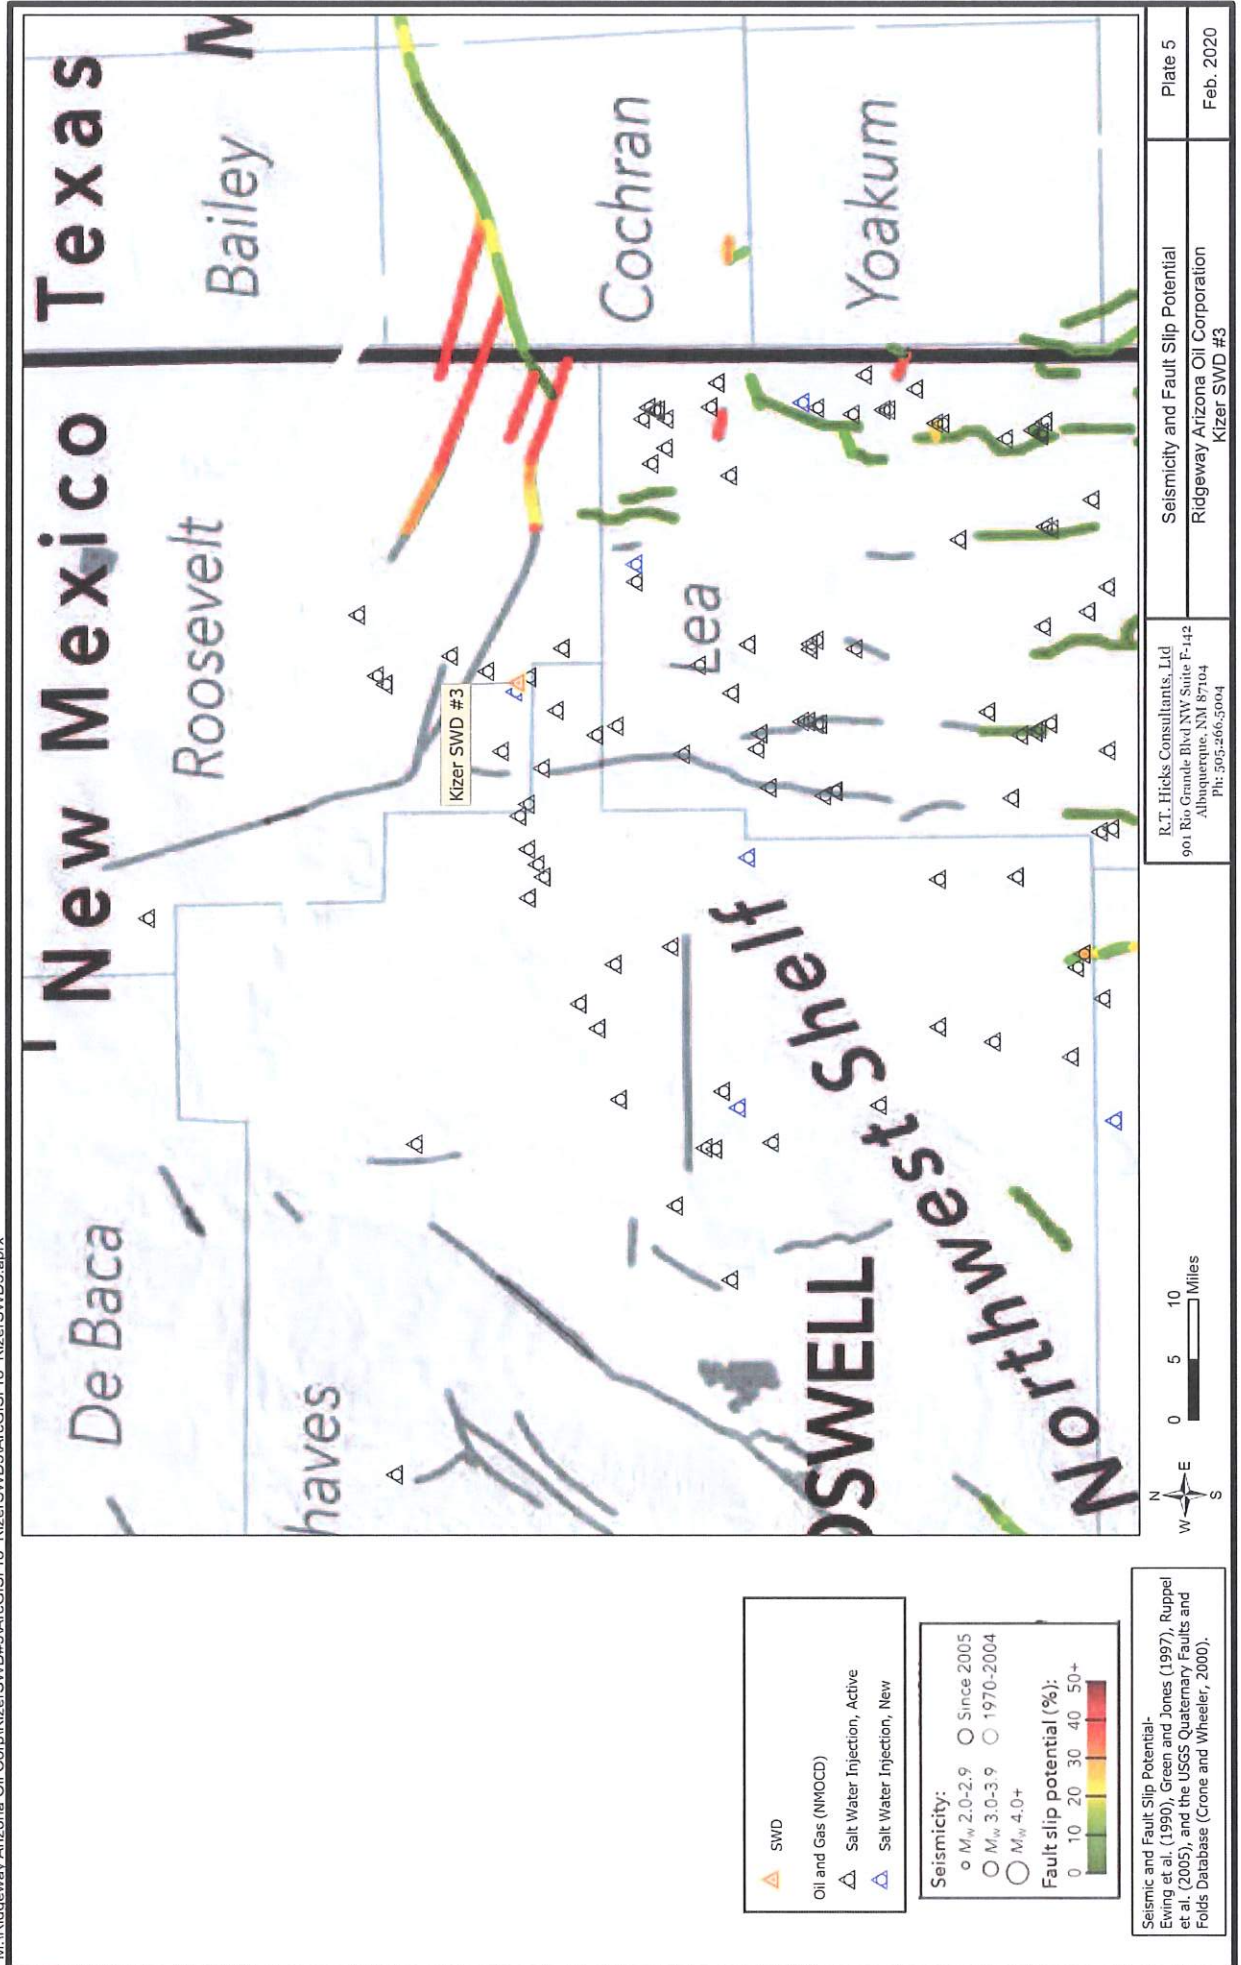 New Mexico
Texas
Roosevelt
Bailey
De Baca
haves
Kizer SWD #3
Lea
Cochran
Yoakum
OSWELL
Northwest Shelf
SWD
Oil and Gas (NMOCD)
Salt Water Injection, Active
Salt Water Injection, New
Seismicity:
Mw 2.0-2.9 Since 2005
Mw 3.0-3.9 1970-2004
Mw 4.0+
Fault slip potential (%):
0 10 20 30 40 50+
Seismic and Fault Slip Potential-
Ewing et al. (1990), Green and Jones (1997), Ruppel
et al. (2005), and the USGS Quaternary Faults and
Folds Database (Crone and Wheeler, 2000).
N
W E
S
0 5 10
Miles
R.T. Hicks Consultants, Ltd
901 Rio Grande Blvd NW Suite F-142
Albuquerque, NM 87104
Ph: 505.266.5004
Seismicity and Fault Slip Potential
Ridgeway Arizona Oil Corporation
Kizer SWD #3
Plate 5
Feb. 2020